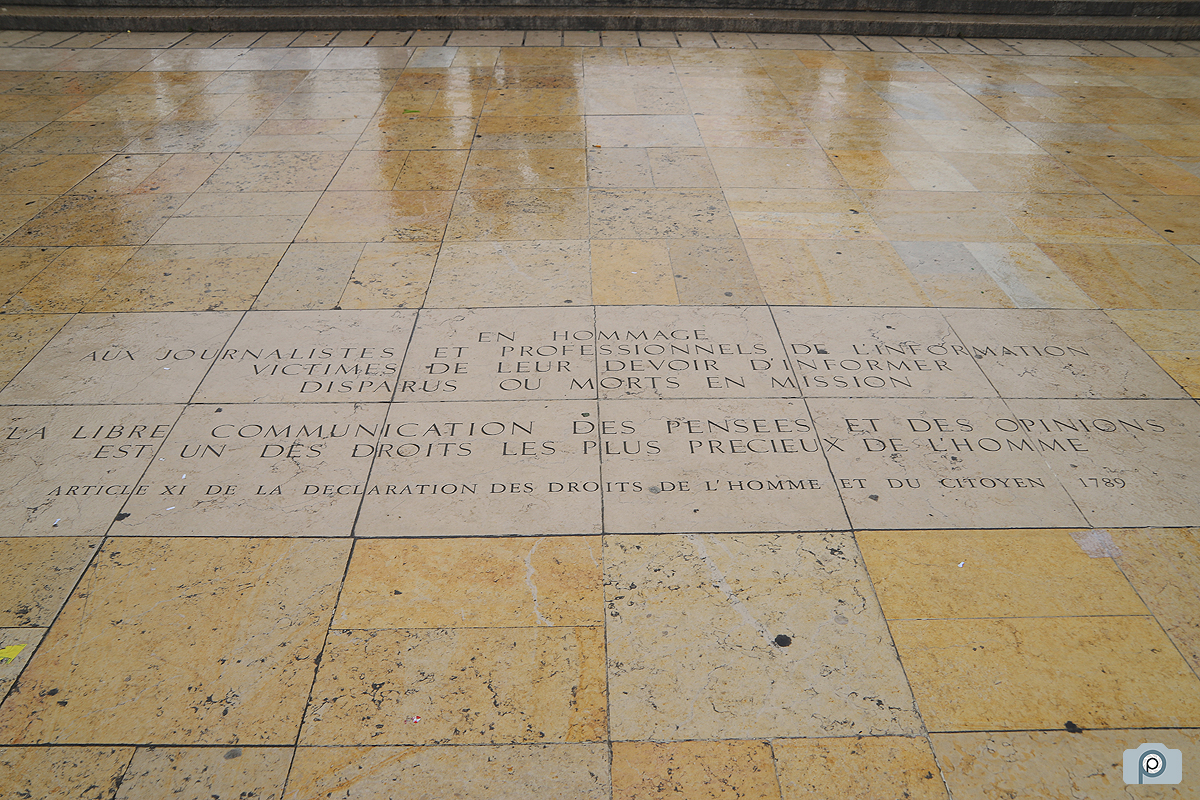 EN HOMMAGE
AUX JOURNALISTES ET PROFESSIONNELS DE L'INFORMATION
VICTIMES DE LEUR DEVOIR D'INFORMER
DISPARUS OU MORTS EN MISSION
LA LIBRE COMMUNICATION DES PENSEES ET DES OPINIONS
EST UN DES DROITS LES PLUS PRECIEUX DE L'HOMME
ARTICLE XI DE LA DECLARATION DES DROITS DE L'HOMME ET DU CITOYEN 1789